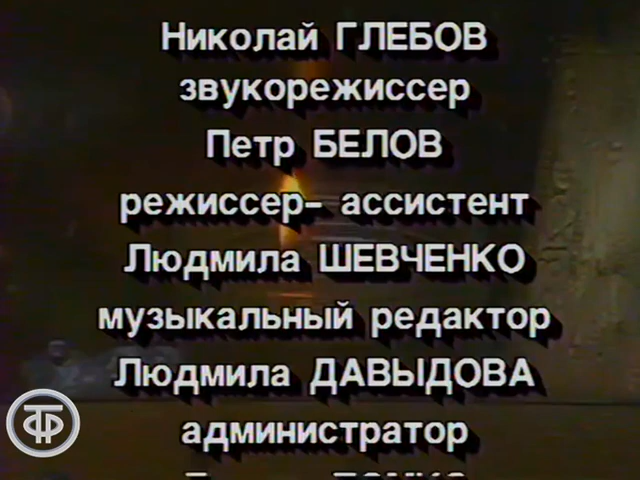 Николай ГЛЕБОВ
звукорежиссер
Петр БЕЛОВ
режиссер- ассистент
Людмила ШЕВЧЕНКО
музыкальный редактор
Людмила ДАВЫДОВА
администратор